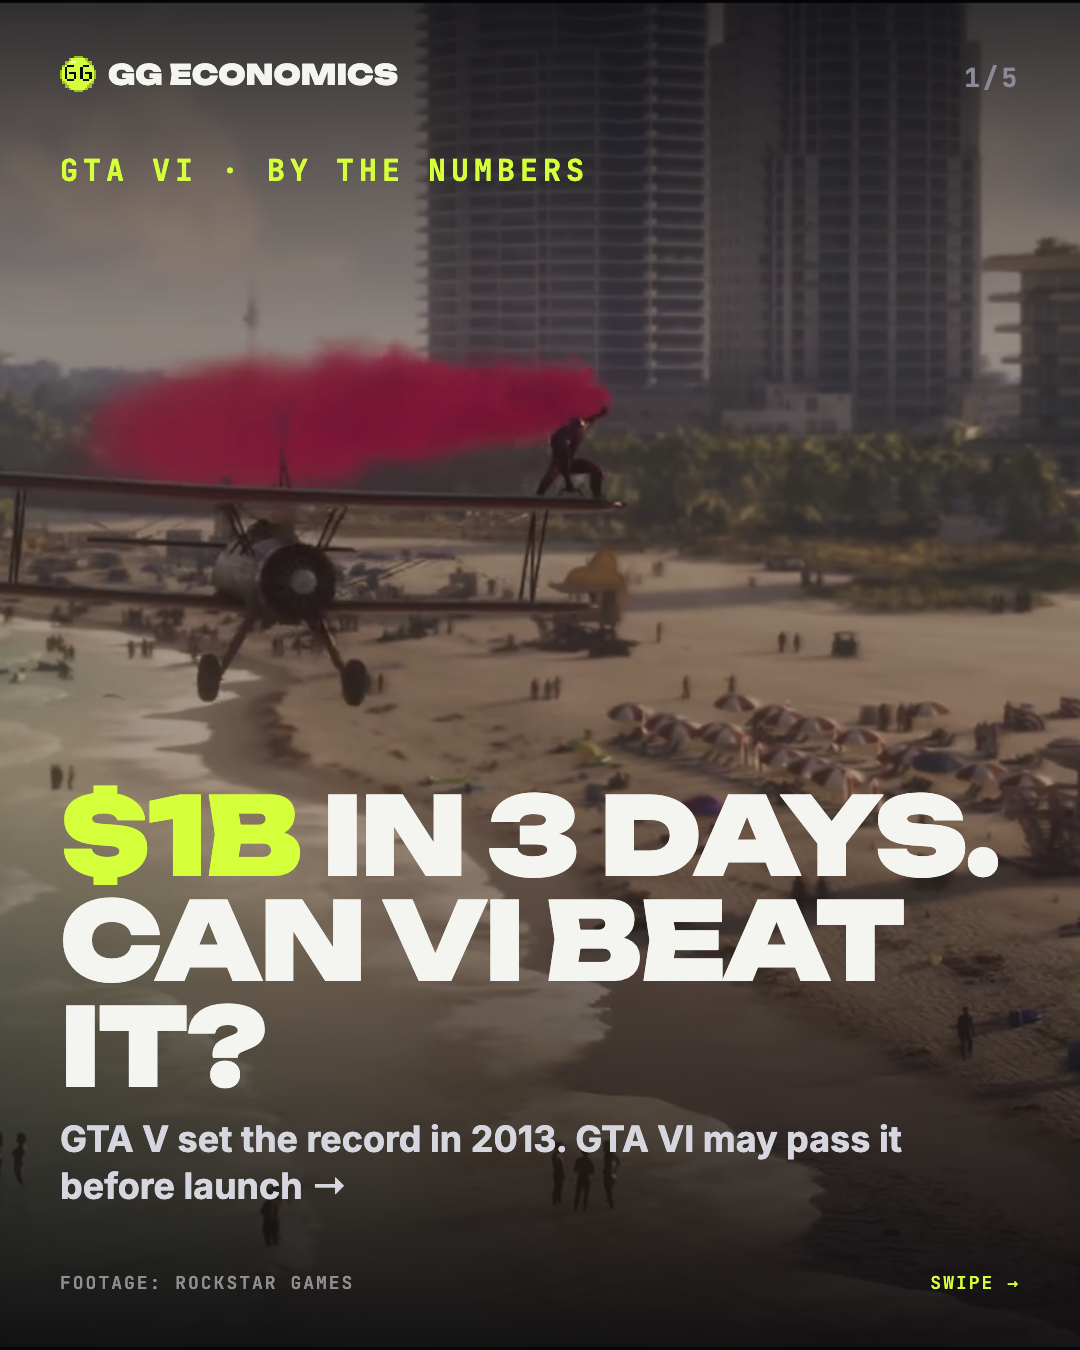 GG GG ECONOMICS
1/5
GTA VI · BY THE NUMBERS
$1B IN 3 DAYS.
CAN VI BEAT
IT?
GTA V set the record in 2013. GTA VI may pass it
before launch →
FOOTAGE: ROCKSTAR GAMES
SWIPE →